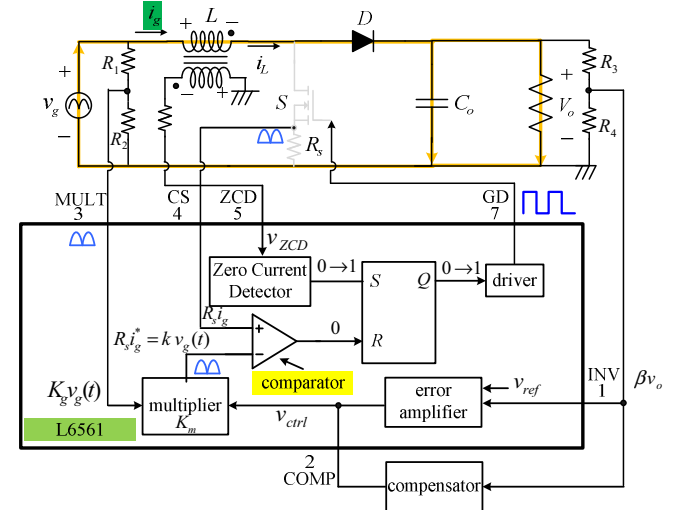 i_g
+ L -
D
i_L
R_1
+
v_g
-
R_2
- +
S
R_s
C_o
+
V_o
-
R_3
R_4
MULT
3
CS
4
ZCD
5
GD
7
v_ZCD
Zero Current
Detector
0→1
S
Q
0→1
driver
R_s i_g
R_s i_g^* = k v_g(t)
+
-
0
R
comparator
K_g v_g(t)
multiplier
K_m
v_ctrl
error
amplifier
v_ref
INV
1
βv_o
L6561
2
COMP
compensator